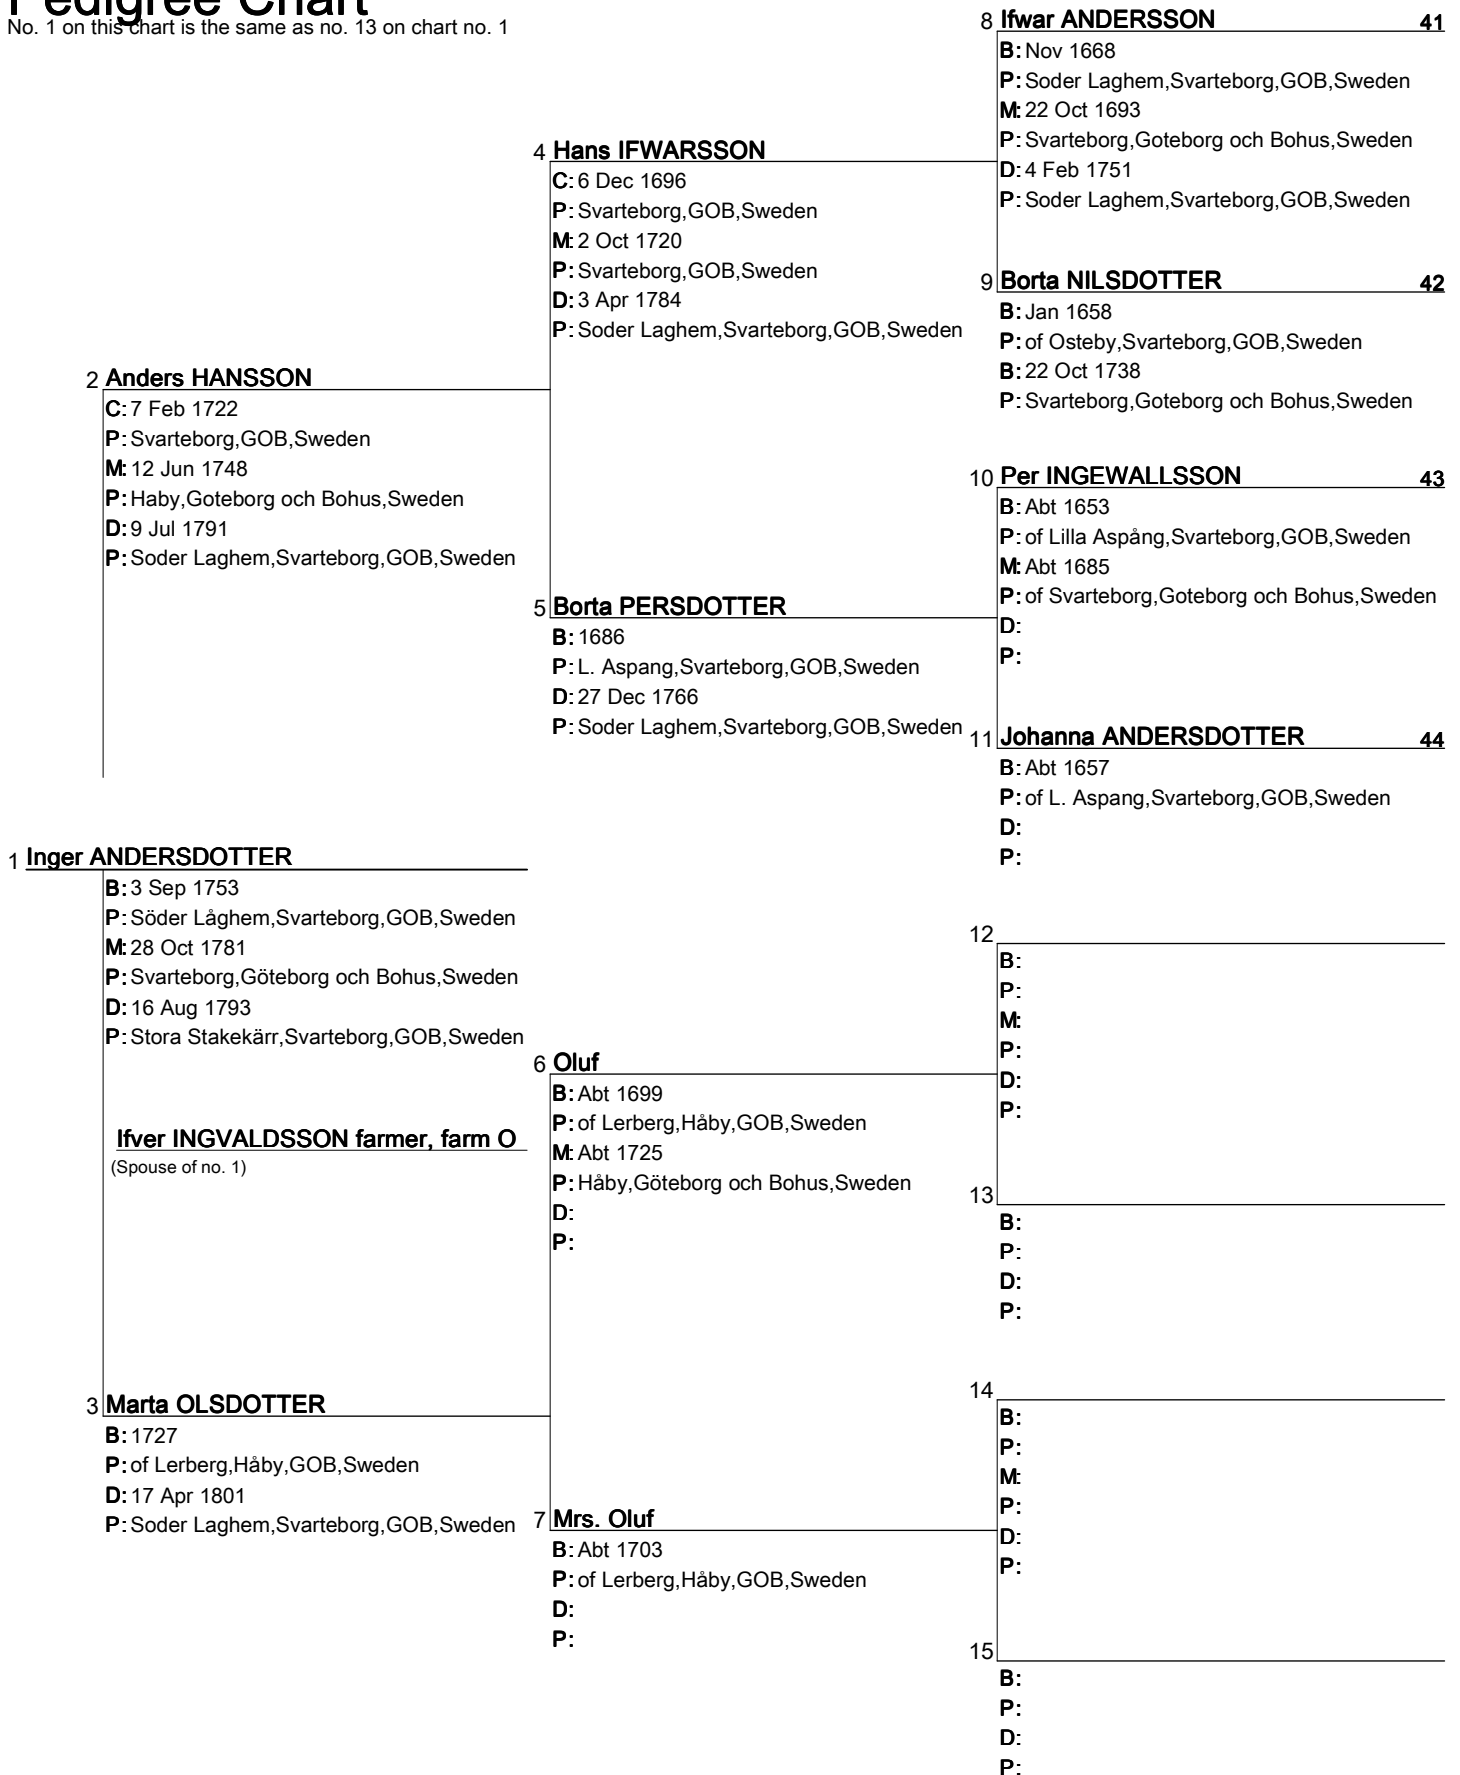 Pedigree Chart
No. 1 on this chart is the same as no. 13 on chart no. 1
8 Ifwar ANDERSSON 41
B: Nov 1668
P: Soder Laghem,Svarteborg,GOB,Sweden
M: 22 Oct 1693
P: Svarteborg,Goteborg och Bohus,Sweden
D: 4 Feb 1751
P: Soder Laghem,Svarteborg,GOB,Sweden
4 Hans IFWARSSON
C: 6 Dec 1696
P: Svarteborg,GOB,Sweden
M: 2 Oct 1720
P: Svarteborg,GOB,Sweden
D: 3 Apr 1784
P: Soder Laghem,Svarteborg,GOB,Sweden
9 Borta NILSDOTTER 42
B: Jan 1658
P: of Osteby,Svarteborg,GOB,Sweden
B: 22 Oct 1738
P: Svarteborg,Goteborg och Bohus,Sweden
2 Anders HANSSON
C: 7 Feb 1722
P: Svarteborg,GOB,Sweden
M: 12 Jun 1748
P: Haby,Goteborg och Bohus,Sweden
D: 9 Jul 1791
P: Soder Laghem,Svarteborg,GOB,Sweden
10 Per INGEWALLSSON 43
B: Abt 1653
P: of Lilla Aspång,Svarteborg,GOB,Sweden
M: Abt 1685
P: of Svarteborg,Goteborg och Bohus,Sweden
D:
P:
5 Borta PERSDOTTER
B: 1686
P: L. Aspang,Svarteborg,GOB,Sweden
D: 27 Dec 1766
P: Soder Laghem,Svarteborg,GOB,Sweden
11 Johanna ANDERSDOTTER 44
B: Abt 1657
P: of L. Aspang,Svarteborg,GOB,Sweden
D:
P:
1 Inger ANDERSDOTTER
B: 3 Sep 1753
P: Söder Låghem,Svarteborg,GOB,Sweden
M: 28 Oct 1781
P: Svarteborg,Göteborg och Bohus,Sweden
D: 16 Aug 1793
P: Stora Stakekärr,Svarteborg,GOB,Sweden
12
B:
P:
M:
P:
D:
P:
6 Oluf
B: Abt 1699
P: of Lerberg,Håby,GOB,Sweden
M: Abt 1725
P: Håby,Göteborg och Bohus,Sweden
D:
P:
Ifver INGVALDSSON farmer, farm O
(Spouse of no. 1)
13
B:
P:
D:
P:
3 Marta OLSDOTTER
B: 1727
P: of Lerberg,Håby,GOB,Sweden
D: 17 Apr 1801
P: Soder Laghem,Svarteborg,GOB,Sweden
14
B:
P:
M:
P:
D:
P:
7 Mrs. Oluf
B: Abt 1703
P: of Lerberg,Håby,GOB,Sweden
D:
P:
15
B:
P:
D:
P: